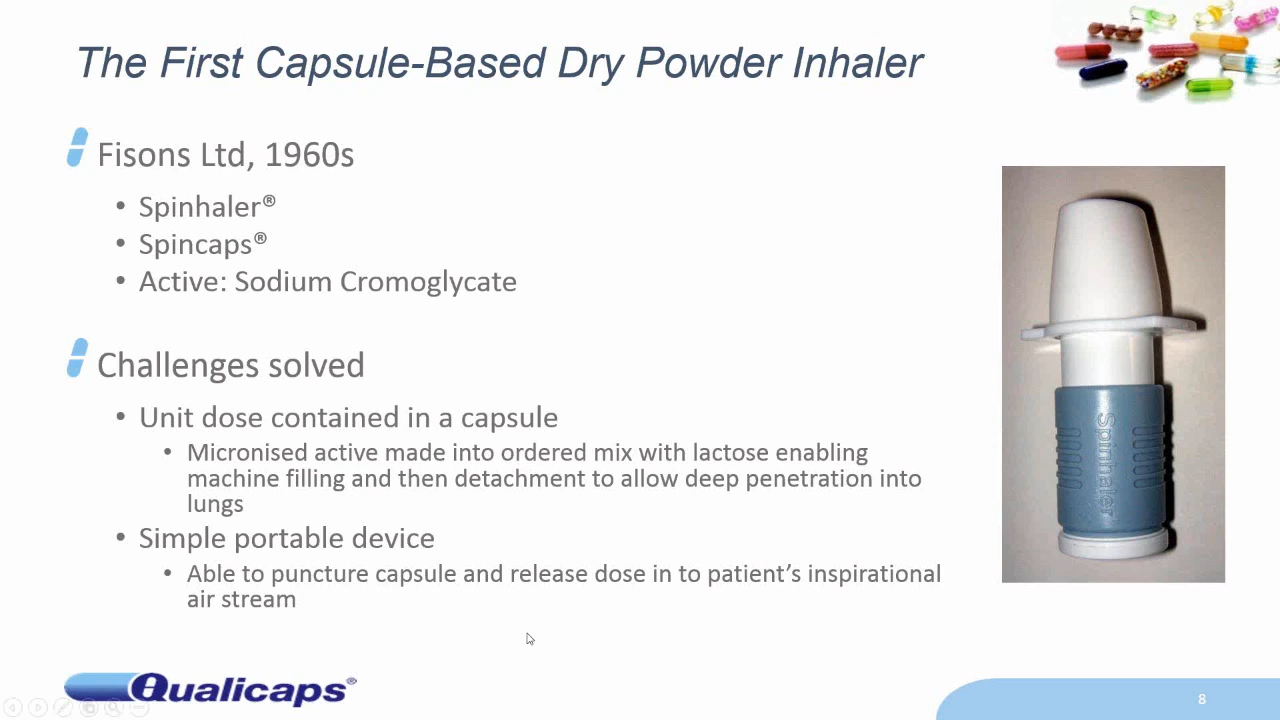 The First Capsule-Based Dry Powder Inhaler
Fisons Ltd, 1960s
• Spinhaler®
• Spincaps®
• Active: Sodium Cromoglycate
Challenges solved
• Unit dose contained in a capsule
• Micronised active made into ordered mix with lactose enabling
machine filling and then detachment to allow deep penetration into
lungs
• Simple portable device
• Able to puncture capsule and release dose in to patient's inspirational
air stream
Spinhaler
Qualicaps®
8